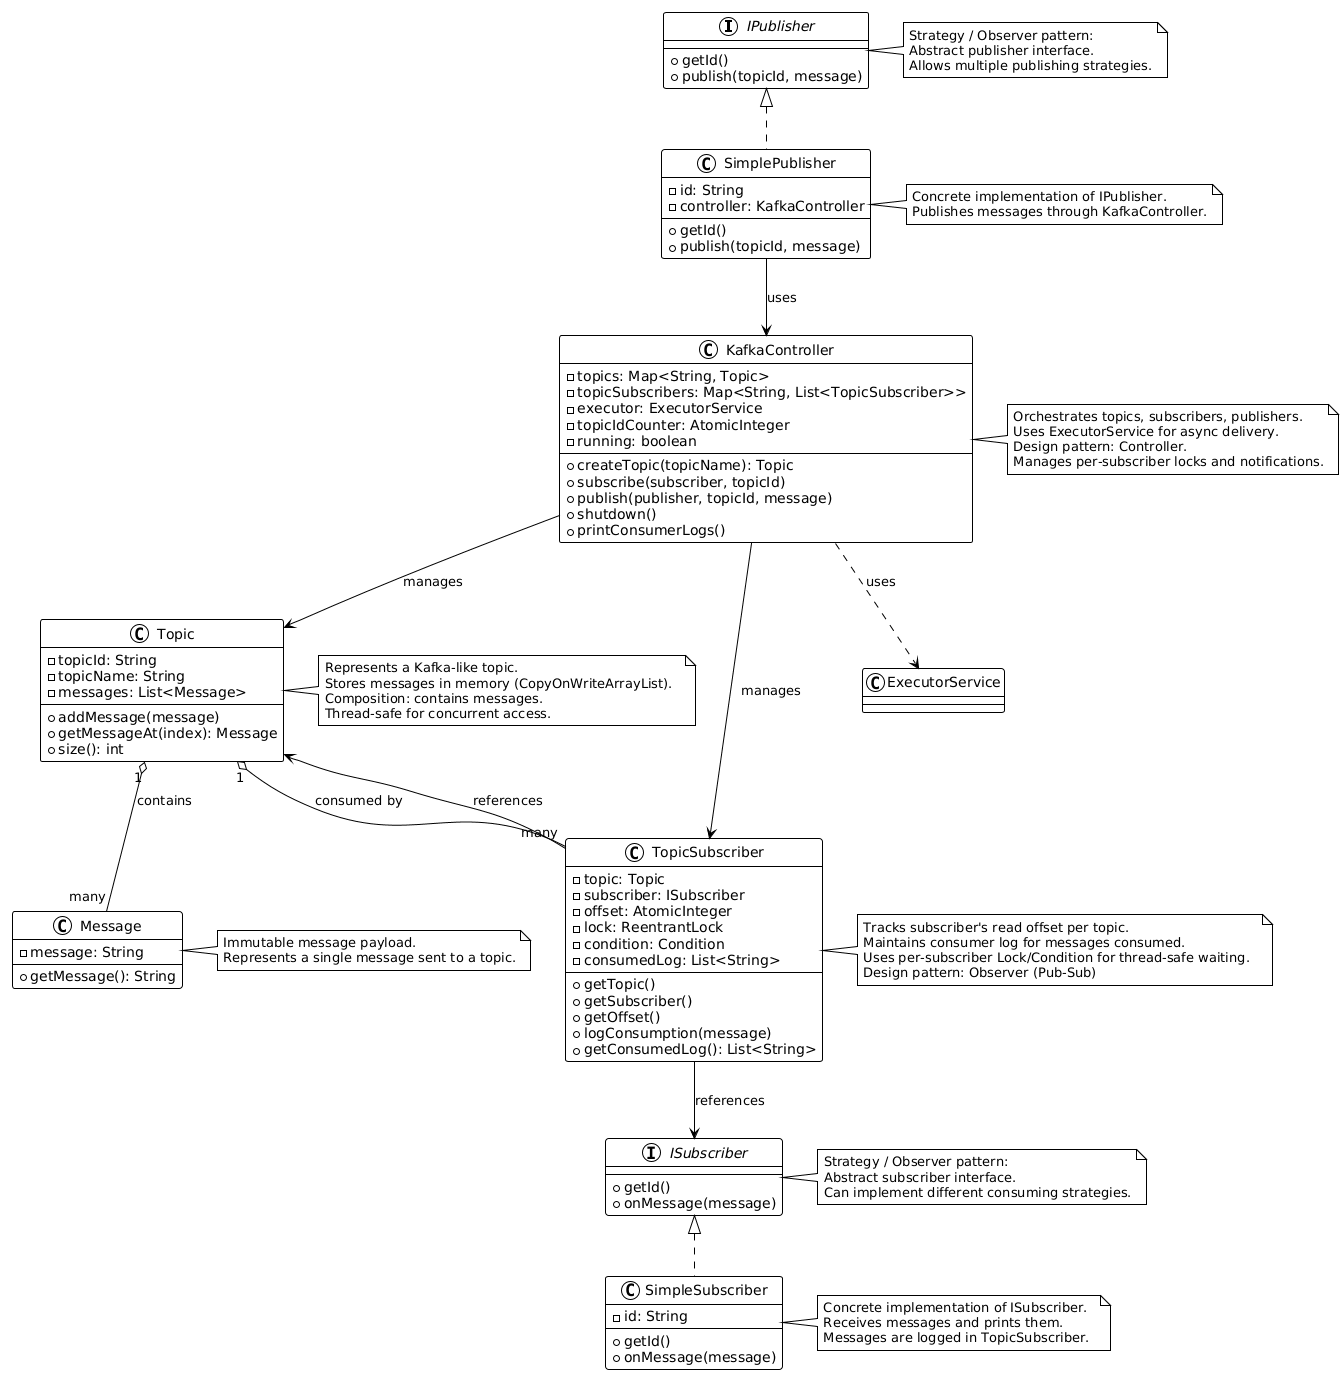 I IPublisher
getId()
publish(topicId, message)
Strategy / Observer pattern:
Abstract publisher interface.
Allows multiple publishing strategies.
C SimplePublisher
id: String
controller: KafkaController
getId()
publish(topicId, message)
Concrete implementation of IPublisher.
Publishes messages through KafkaController.
uses
C KafkaController
topics: Map<String, Topic>
topicSubscribers: Map<String, List<TopicSubscriber>>
executor: ExecutorService
topicIdCounter: AtomicInteger
running: boolean
createTopic(topicName): Topic
subscribe(subscriber, topicId)
publish(publisher, topicId, message)
shutdown()
printConsumerLogs()
Orchestrates topics, subscribers, publishers.
Uses ExecutorService for async delivery.
Design pattern: Controller.
Manages per-subscriber locks and notifications.
manages
uses
C Topic
topicId: String
topicName: String
messages: List<Message>
addMessage(message)
getMessageAt(index): Message
size(): int
Represents a Kafka-like topic.
Stores messages in memory (CopyOnWriteArrayList).
Composition: contains messages.
Thread-safe for concurrent access.
manages
C ExecutorService
1
1
contains
consumed by
references
many
many
C TopicSubscriber
topic: Topic
subscriber: ISubscriber
offset: AtomicInteger
lock: ReentrantLock
condition: Condition
consumedLog: List<String>
getTopic()
getSubscriber()
getOffset()
logConsumption(message)
getConsumedLog(): List<String>
Tracks subscriber's read offset per topic.
Maintains consumer log for messages consumed.
Uses per-subscriber Lock/Condition for thread-safe waiting.
Design pattern: Observer (Pub-Sub)
C Message
message: String
getMessage(): String
Immutable message payload.
Represents a single message sent to a topic.
references
I ISubscriber
getId()
onMessage(message)
Strategy / Observer pattern:
Abstract subscriber interface.
Can implement different consuming strategies.
C SimpleSubscriber
id: String
getId()
onMessage(message)
Concrete implementation of ISubscriber.
Receives messages and prints them.
Messages are logged in TopicSubscriber.